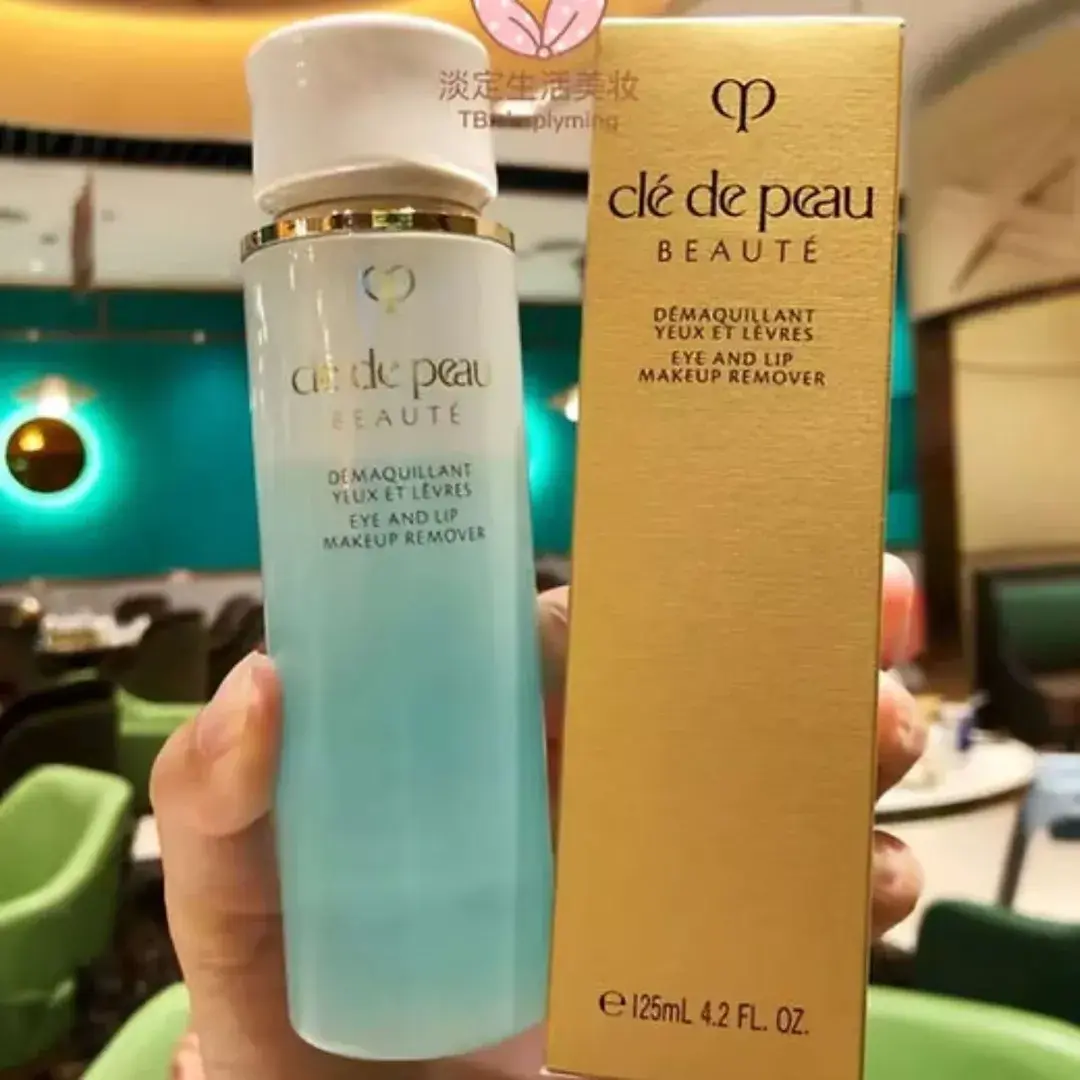 淡定生活美妆
clé de peau
BEAUTÉ
DÉMAQUILLANT
YEUX ET LÈVRES
EYE AND LIP
MAKEUP REMOVER
clé de peau
BEAUTÉ
DÉMAQUILLANT
YEUX ET LÈVRES
EYE AND LIP
MAKEUP REMOVER
℮ 125mL 4.2 FL. OZ.